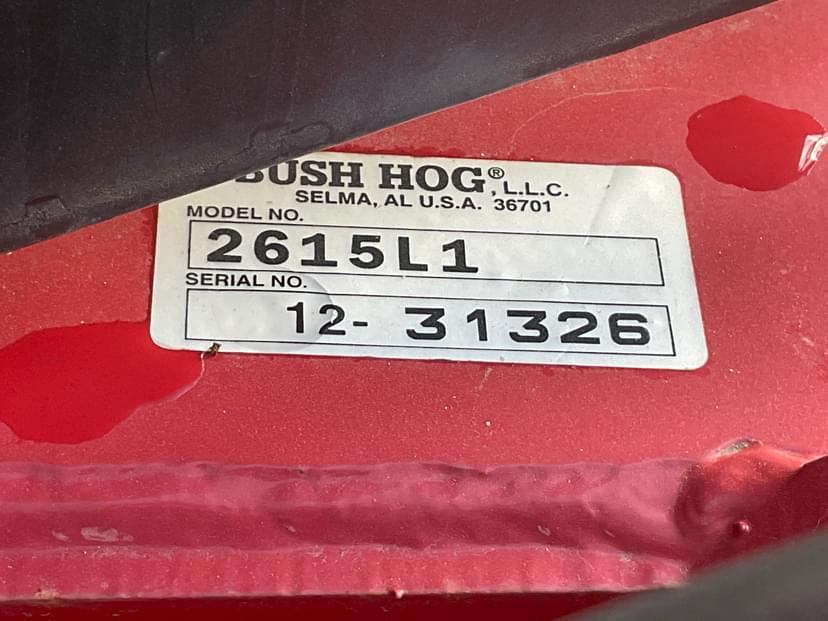 BUSH HOG®, L.L.C.
SELMA, AL U.S.A. 36701
MODEL NO.
2615L1
SERIAL NO.
12- 31326